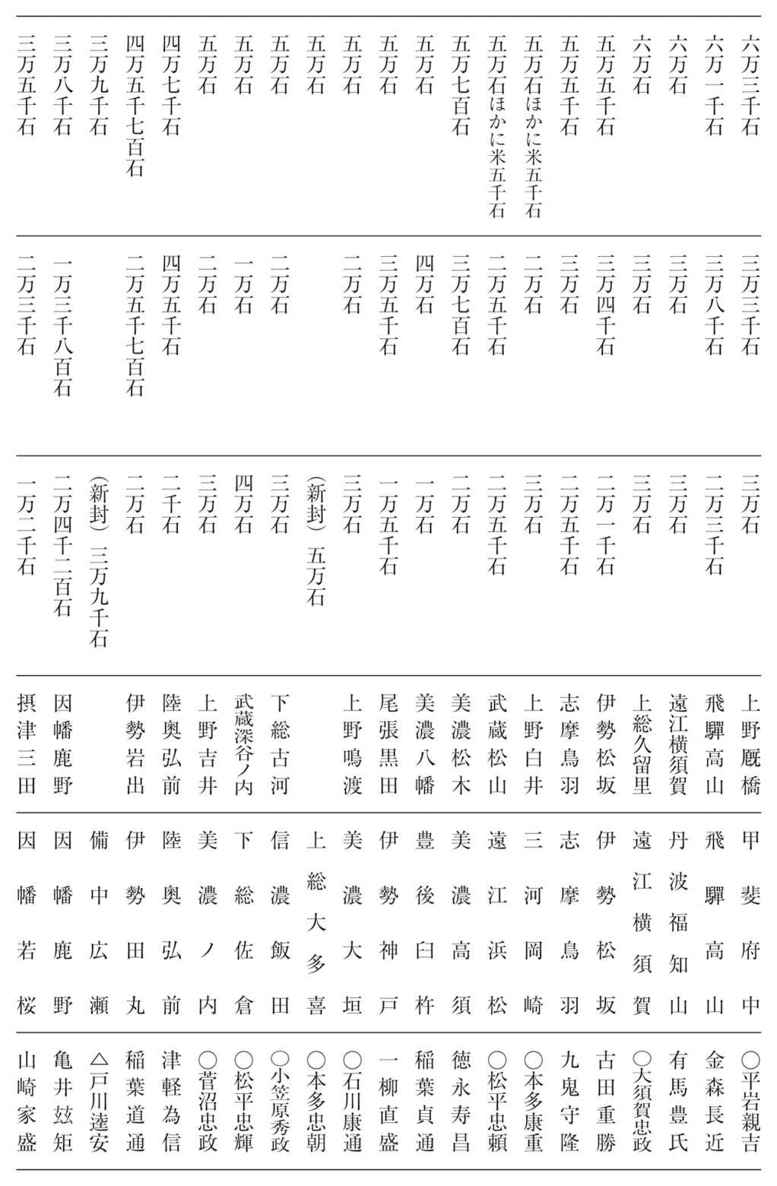 六万三千石 三万三千石 三万石 上野厩橋 甲斐府中 ○平岩親吉
六万一千石 三万八千石 二万三千石 飛驒高山 飛驒高山 金森長近
六万石 三万石 三万石 遠江横須賀 丹波福知山 有馬豊氏
六万石 三万石 三万石 上総久留里 遠江横須賀 ○大須賀忠政
五万五千石 三万四千石 二万一千石 伊勢松坂 伊勢松坂 古田重勝
五万五千石 三万石 二万五千石 志摩鳥羽 志摩鳥羽 九鬼守隆
五万石ほかに米五千石 二万石 三万石 上野白井 三河岡崎 ○本多康重
五万石ほかに米五千石 二万五千石 二万五千石 武蔵松山 遠江浜松 ○松平忠頼
五万七百石 三万七百石 二万石 美濃松木 美濃高須 徳永寿昌
五万石 四万石 一万石 美濃八幡 豊後臼杵 稲葉貞通
五万石 三万五千石 一万五千石 尾張黒田 伊勢神戸 一柳直盛
五万石 二万石 三万石 上野鳴渡 美濃大垣 ○石川康通
五万石 （新封）五万石 上総大多喜 ○本多忠朝
五万石 二万石 三万石 下総古河 信濃飯田 ○小笠原秀政
五万石 一万石 四万石 武蔵深谷ノ内 下総佐倉 ○松平忠輝
五万石 二万石 三万石 上野吉井 美濃ノ内 ○菅沼忠政
四万七千石 四万五千石 二千石 陸奥弘前 陸奥弘前 津軽為信
四万五千七百石 二万五千七百石 二万石 伊勢岩出 伊勢田丸 稲葉道通
三万九千石 （新封）三万九千石 備中広瀬 △戸川逵安
三万八千石 一万三千八百石 二万四千二百石 因幡鹿野 因幡鹿野 亀井玆矩
三万五千石 二万三千石 一万二千石 摂津三田 因幡若桜 山崎家盛